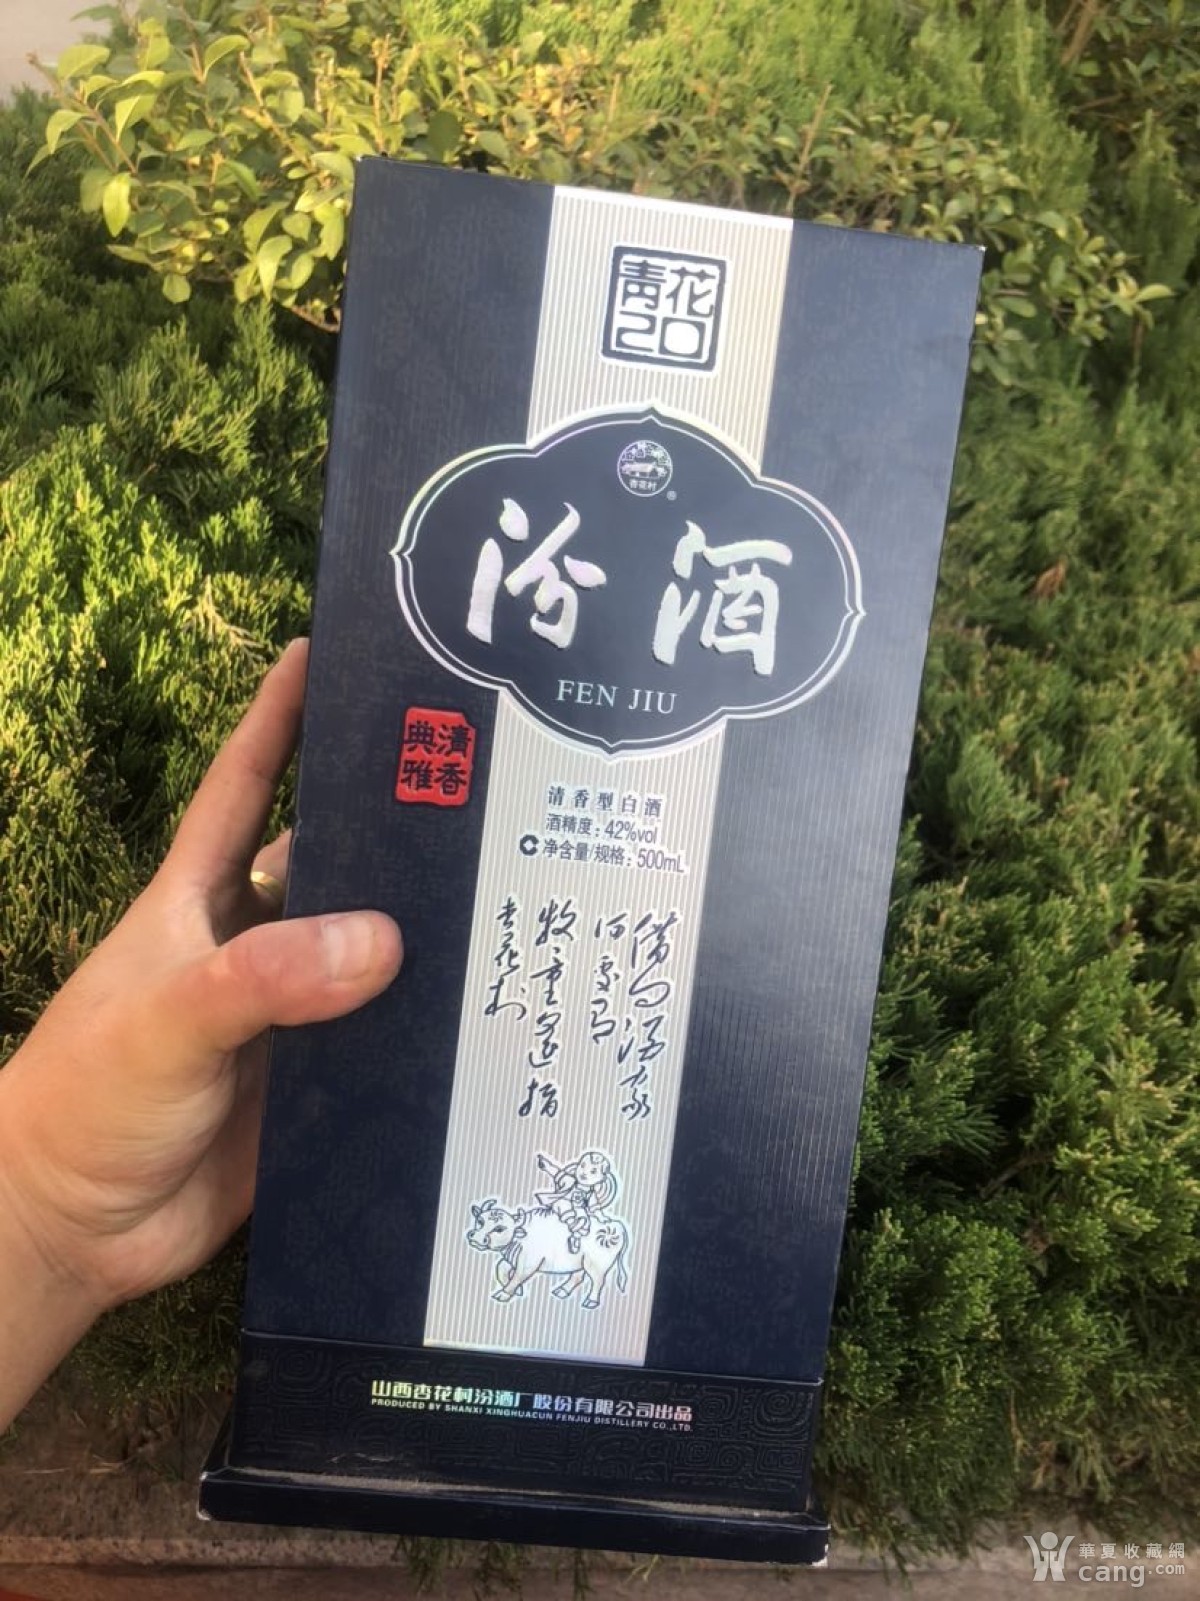 青花
20
杏花村
®
汾酒
FEN JIU
清香
典雅
清香型白酒
酒精度：42%vol
C 净含量/规格：500mL
借问酒家
何处有
牧童遥指
杏花村
山西杏花村汾酒厂股份有限公司出品
PRODUCED BY SHANXI XINGHUACUN FENJIU DISTILLERY CO.,LTD.
華夏收藏網
cang.com